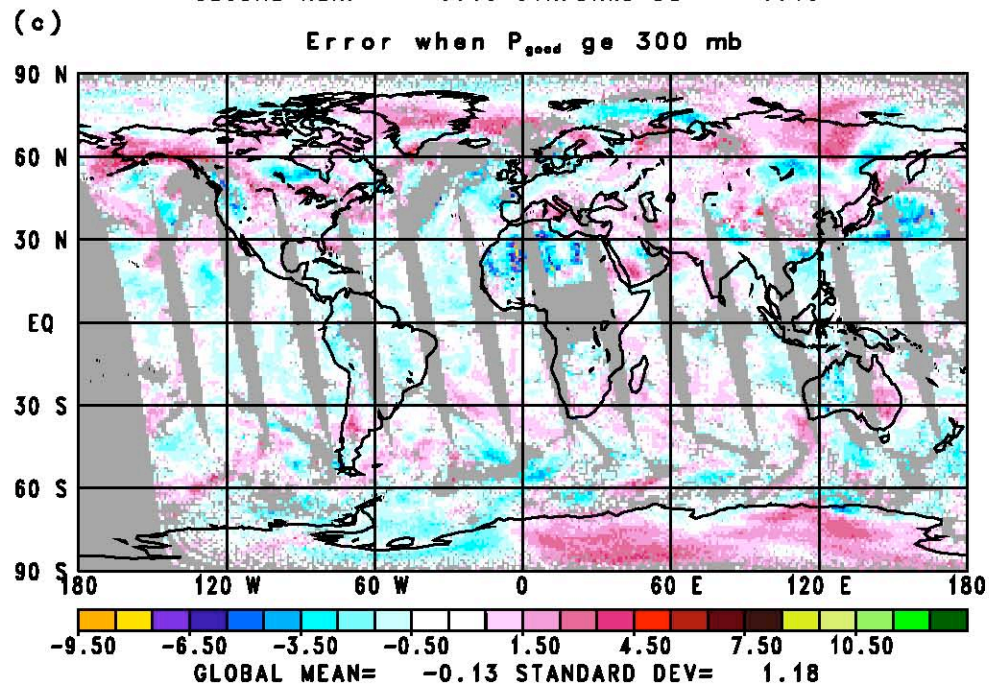 (c)
Error when Pgood ge 300 mb
90 N
60 N
30 N
EQ
30 S
60 S
90 S
180 120 W 60 W 0 60 E 120 E 180
-9.50 -6.50 -3.50 -0.50 1.50 4.50 7.50 10.50
GLOBAL MEAN= -0.13 STANDARD DEV= 1.18